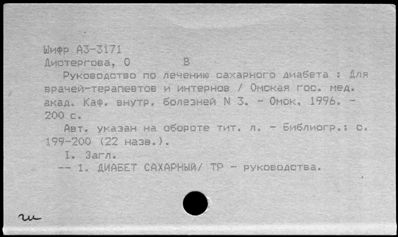 Шифр А3-3171
Дистергова, О В
Руководство по лечению сахарного диабета : Для
врачей-терапевтов и интернов / Омская гос. мед.
акад. Каф. внутр. болезней N 3. - Омск, 1996. -
200 с.
Авт. указан на обороте тит. л. - Библиогр.: с.
199-200 (22 назв.).
I. Загл.
-- 1. ДИАБЕТ САХАРНЫЙ/ ТР - руководства.